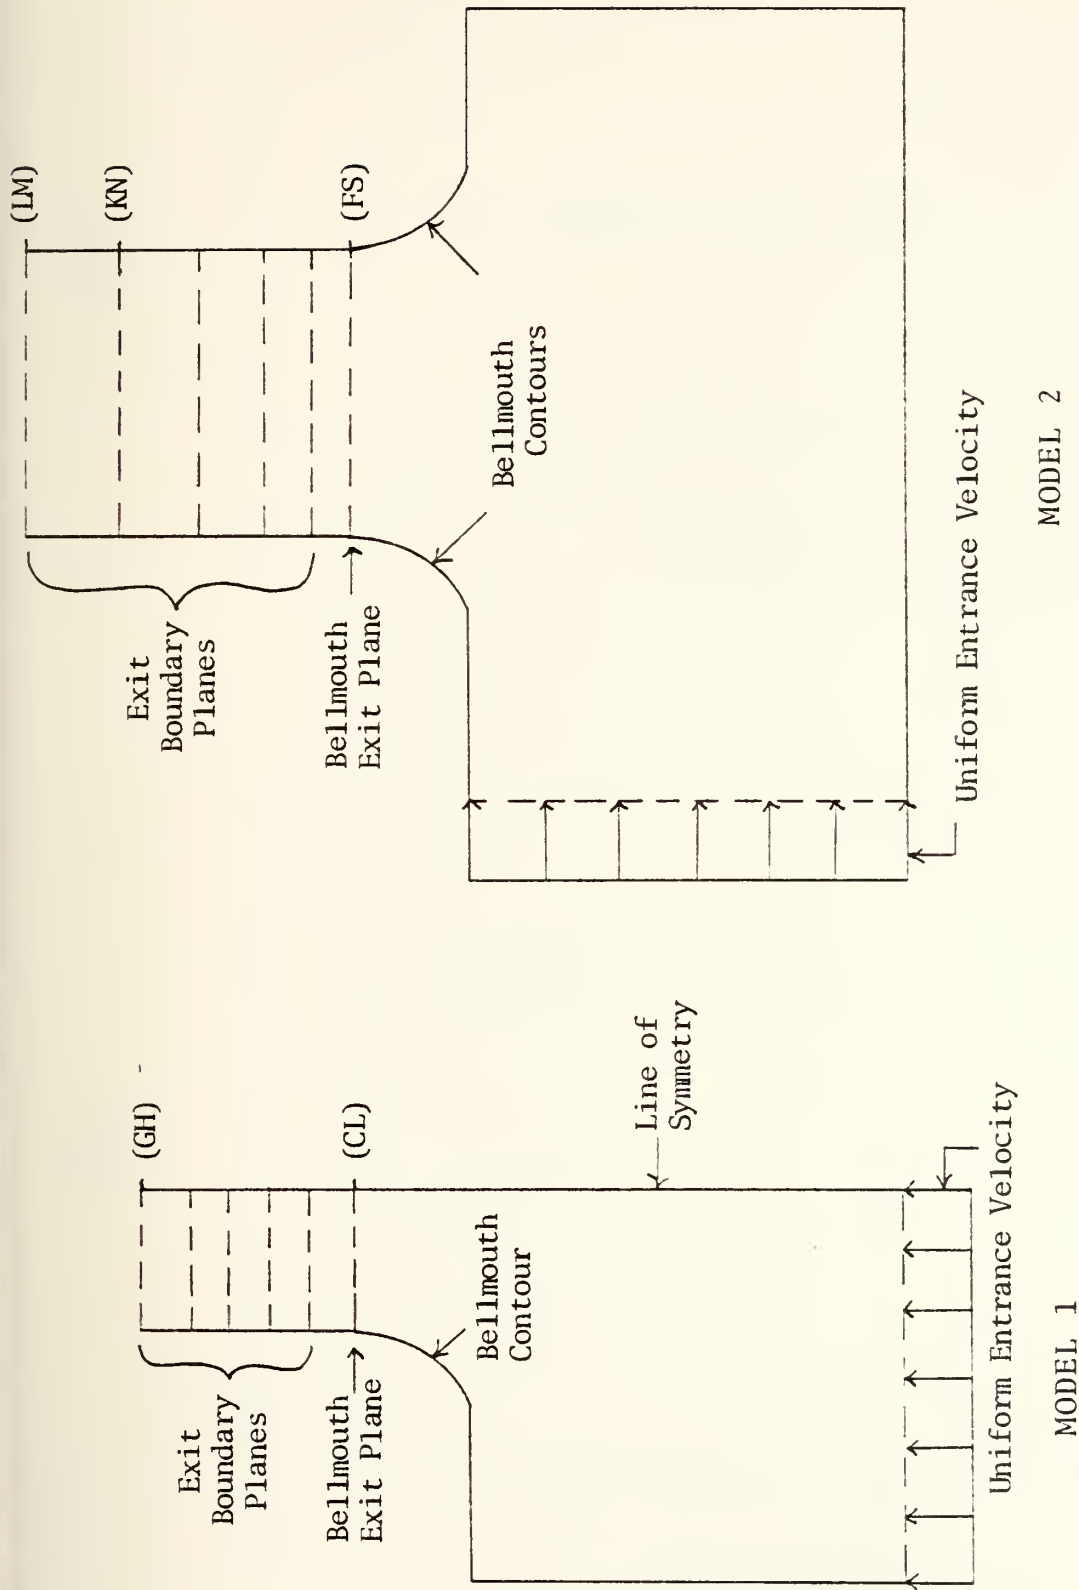 (GH)
(CL)
Exit
Boundary
Planes
Bellmouth
Exit Plane
Bellmouth
Contour
Line of
Symmetry
Uniform Entrance Velocity
MODEL 1
(LM)
(KN)
(FS)
Exit
Boundary
Planes
Bellmouth
Exit Plane
Bellmouth
Contours
Uniform Entrance Velocity
MODEL 2